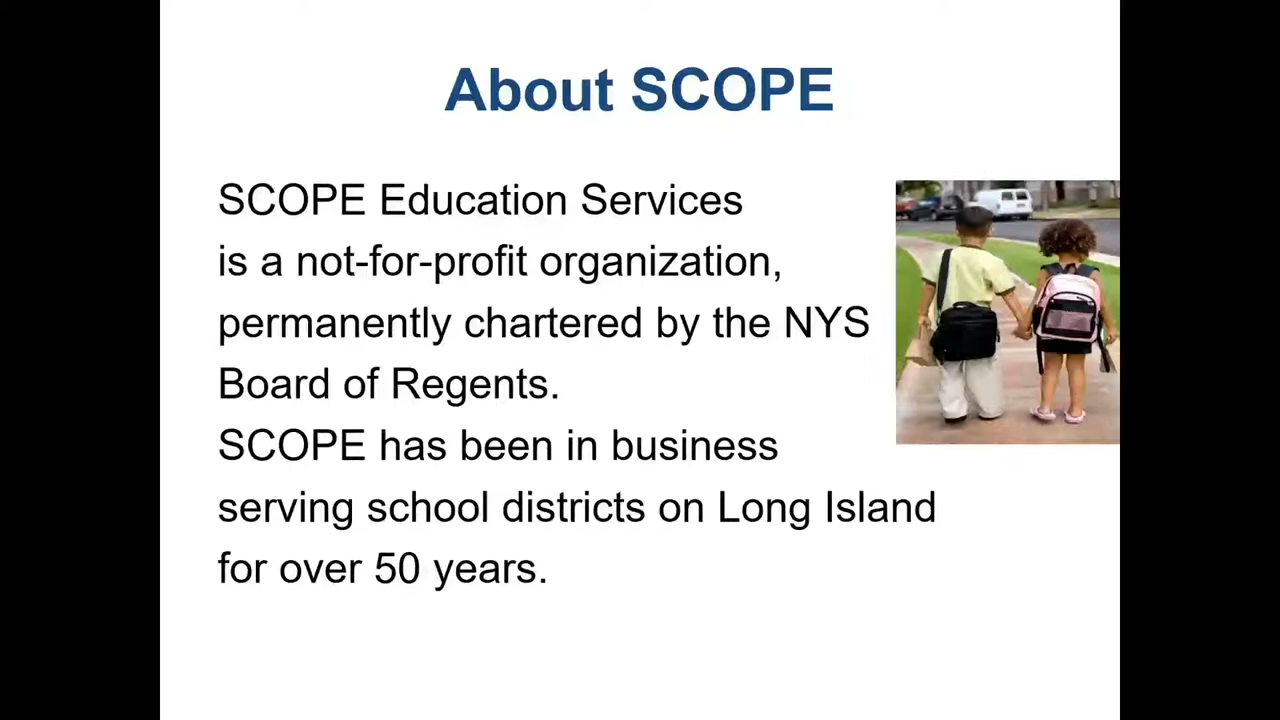 About SCOPE
SCOPE Education Services
is a not-for-profit organization,
permanently chartered by the NYS
Board of Regents.
SCOPE has been in business
serving school districts on Long Island
for over 50 years.